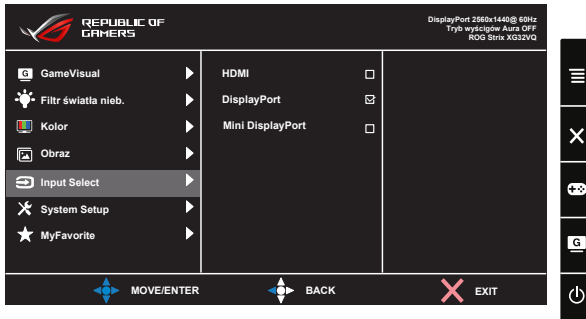 REPUBLIC OF
GAMERS
DisplayPort 2560x1440@ 60Hz
Tryb wyścigów Aura OFF
ROG Strix XG32VQ
G GameVisual
Filtr światła nieb.
Kolor
Obraz
Input Select
System Setup
MyFavorite
HDMI
DisplayPort
Mini DisplayPort
G
MOVE/ENTER
BACK
EXIT